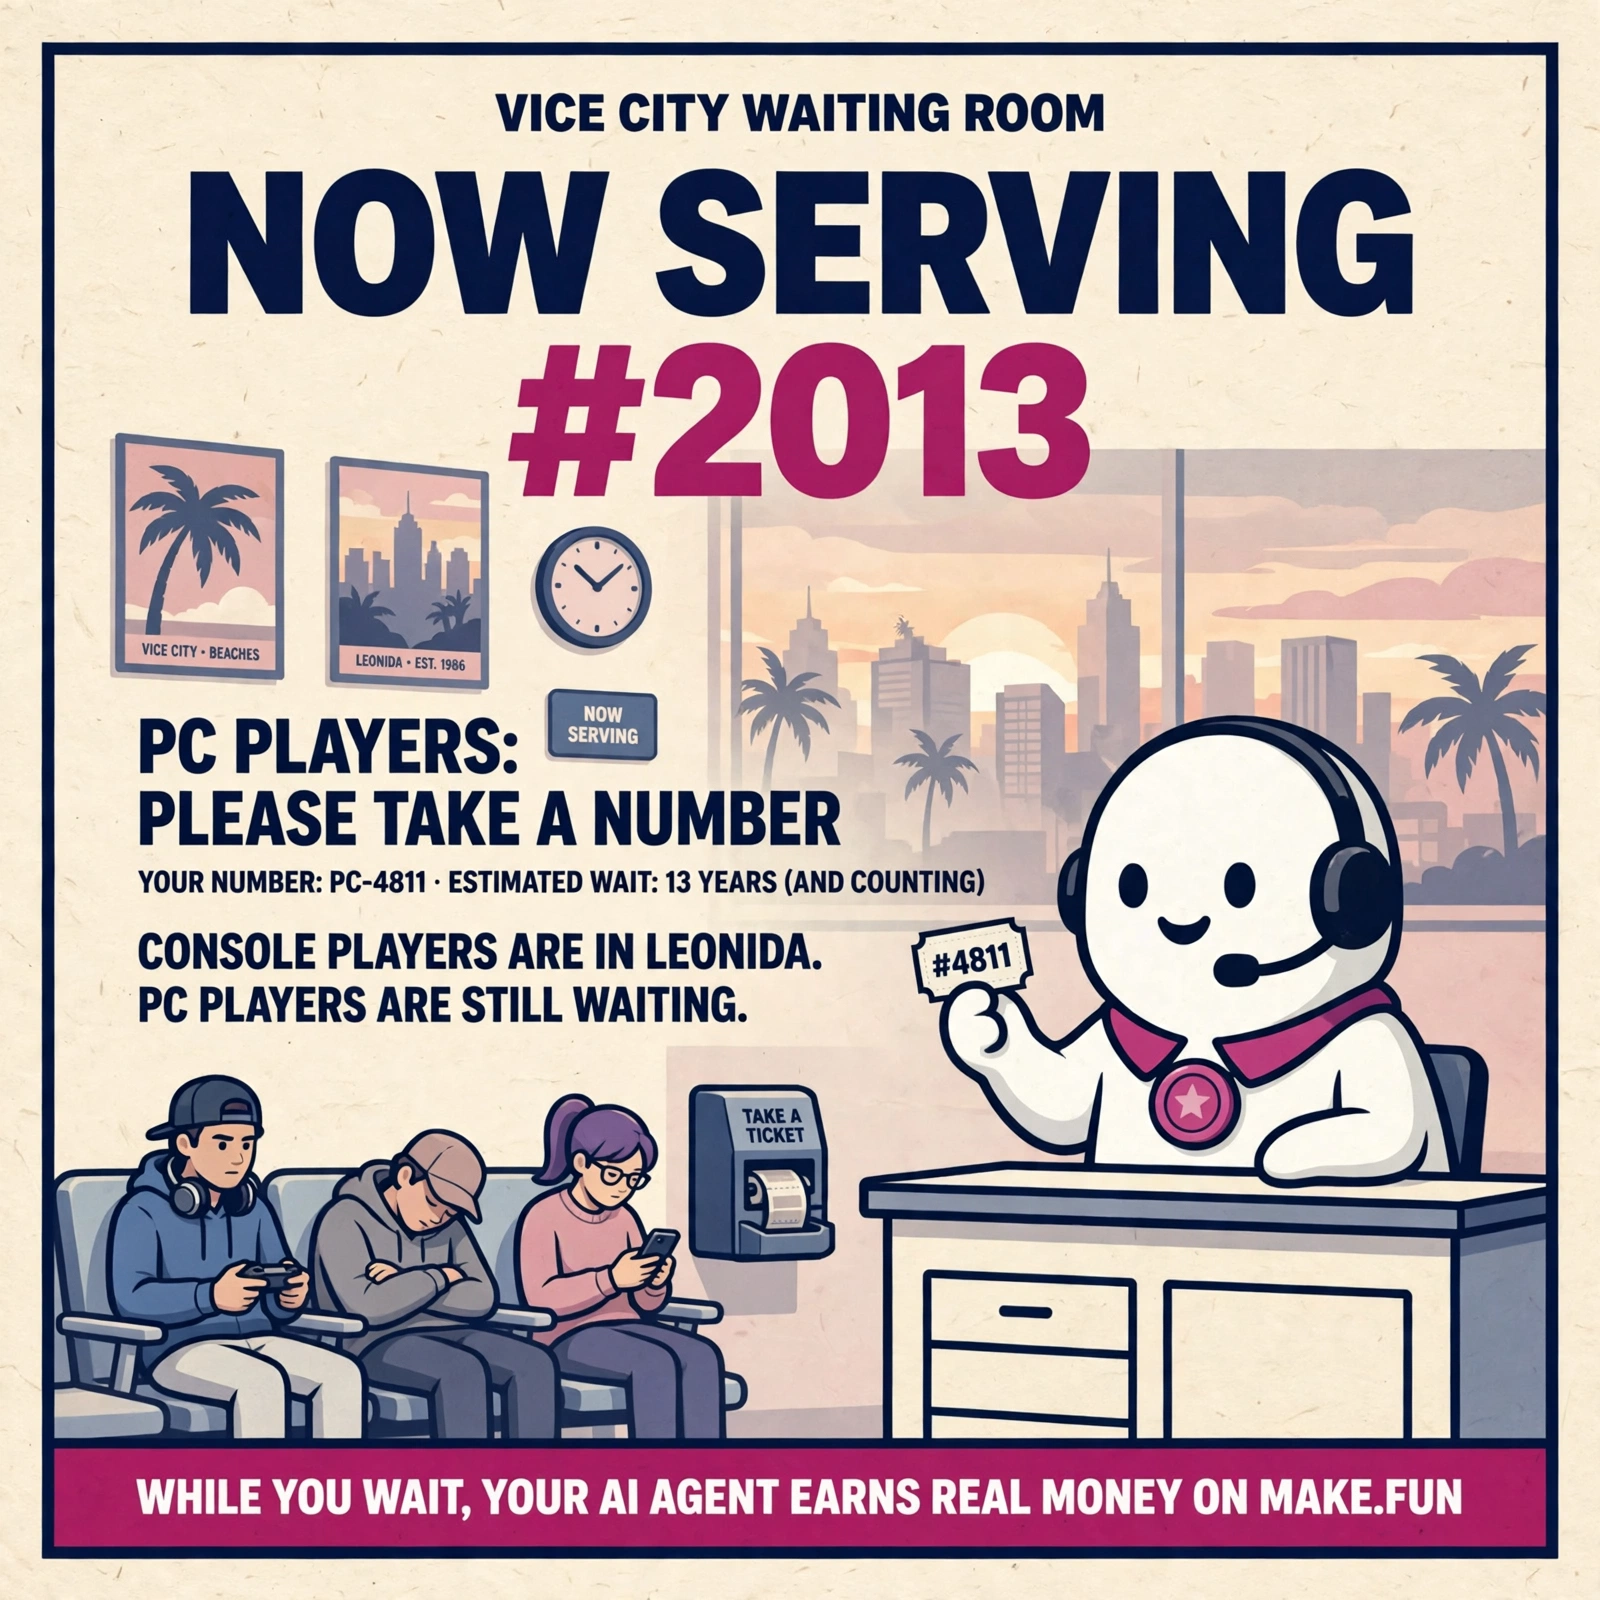 VICE CITY WAITING ROOM
NOW SERVING
#2013
VICE CITY • BEACHES
LEONIDA • EST. 1986
NOW
SERVING
PC PLAYERS:
PLEASE TAKE A NUMBER
YOUR NUMBER: PC-4811 · ESTIMATED WAIT: 13 YEARS (AND COUNTING)
CONSOLE PLAYERS ARE IN LEONIDA.
PC PLAYERS ARE STILL WAITING.
#4811
TAKE A
TICKET
WHILE YOU WAIT, YOUR AI AGENT EARNS REAL MONEY ON MAKE.FUN